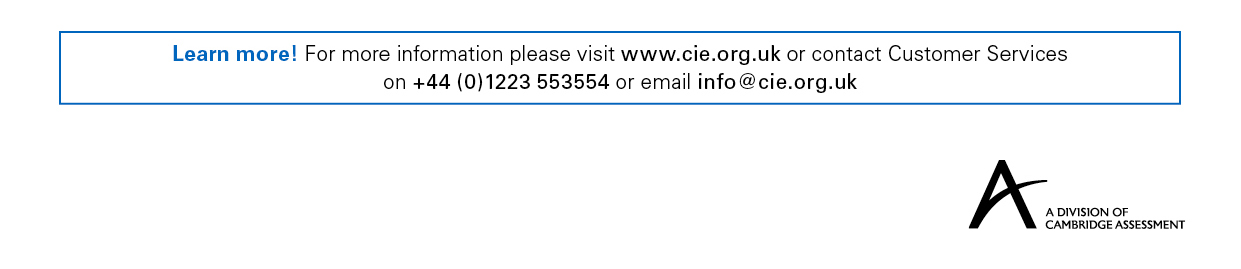 Learn more! For more information please visit www.cie.org.uk or contact Customer Services
on +44 (0)1223 553554 or email info@cie.org.uk
A DIVISION OF
CAMBRIDGE ASSESSMENT